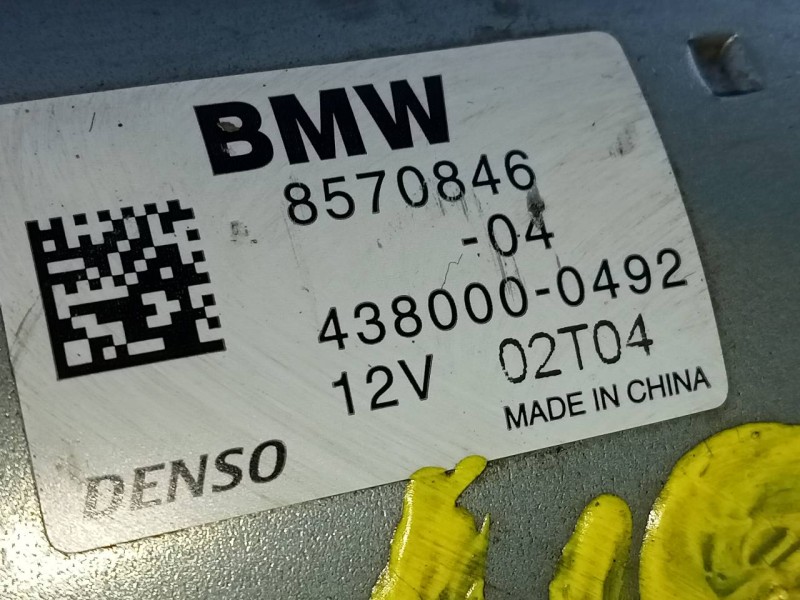 BMW
8570846
-04
438000-0492
12V 02T04
MADE IN CHINA
DENSO